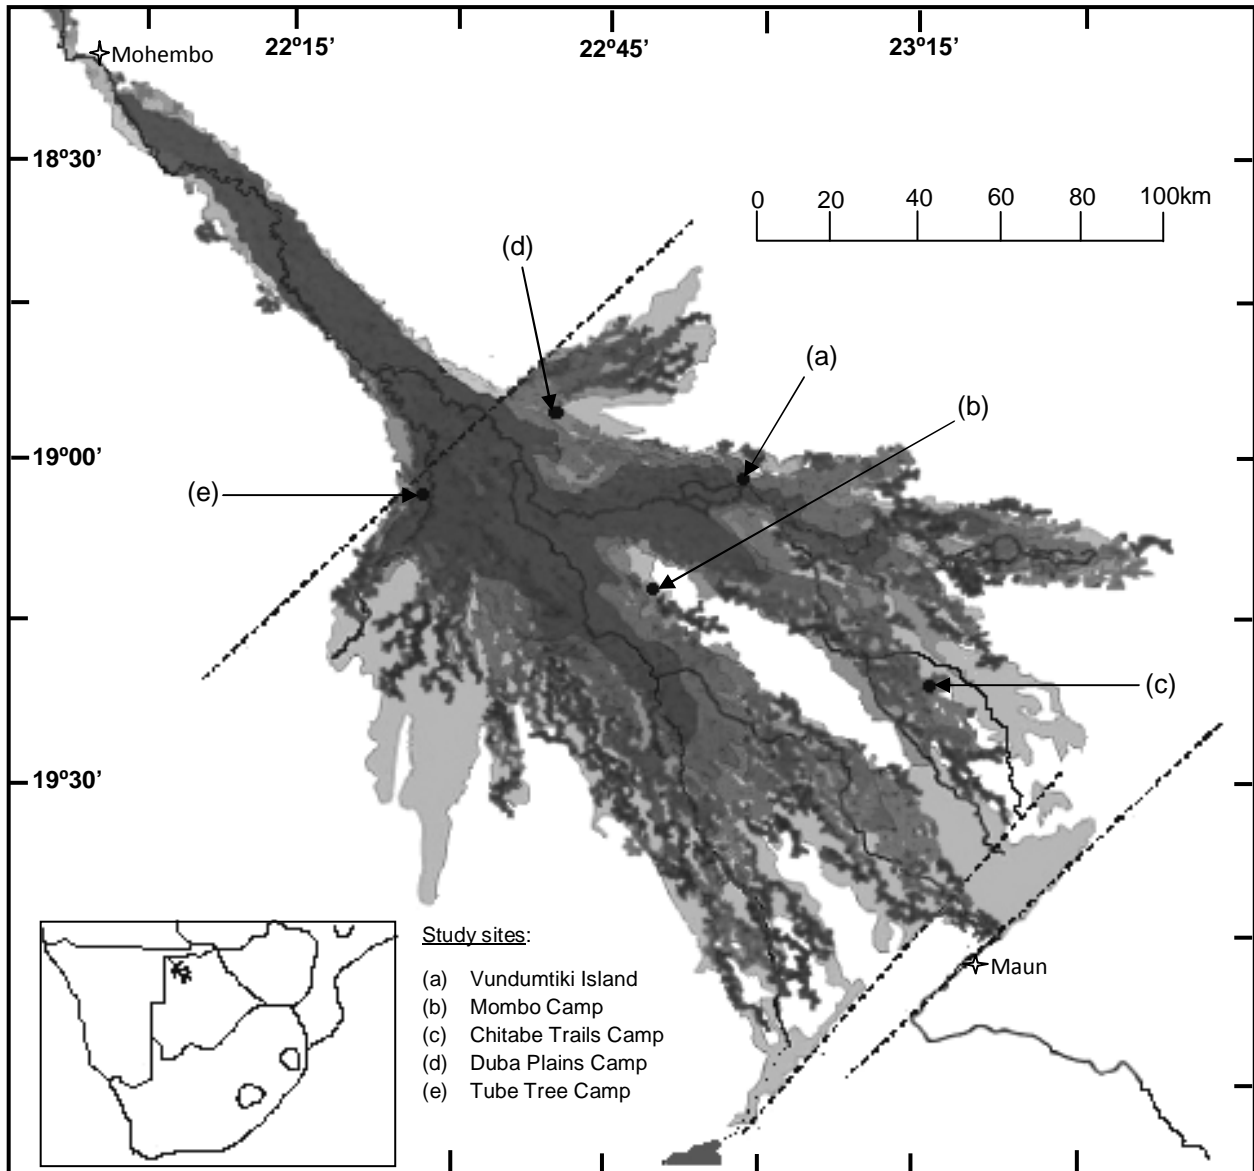 22º15’ 22º45’ 23º15’
Mohembo
18º30’
0 20 40 60 80 100km
(d)
(a)
(b)
19º00’
(e)
(c)
19º30’
Study sites:
(a) Vundumtiki Island
(b) Mombo Camp
(c) Chitabe Trails Camp
(d) Duba Plains Camp
(e) Tube Tree Camp
Maun